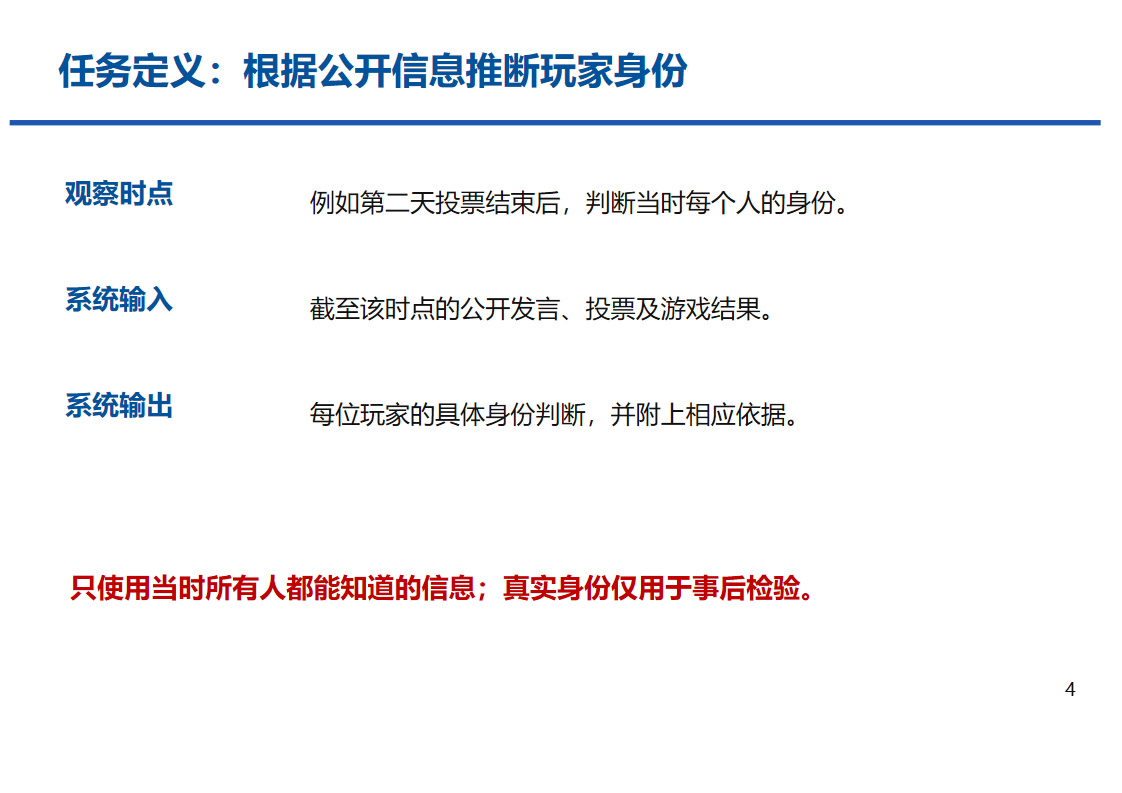 任务定义：根据公开信息推断玩家身份
观察时点
例如第二天投票结束后，判断当时每个人的身份。
系统输入
截至该时点的公开发言、投票及游戏结果。
系统输出
每位玩家的具体身份判断，并附上相应依据。
只使用当时所有人都能知道的信息；真实身份仅用于事后检验。
4